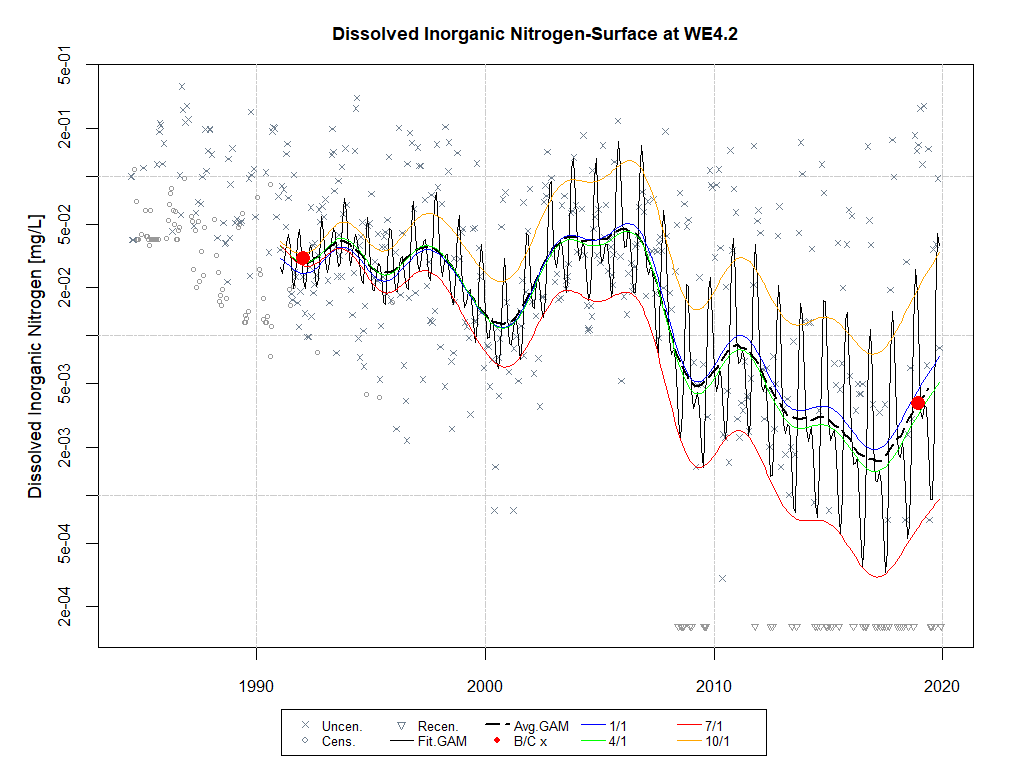 Dissolved Inorganic Nitrogen-Surface at WE4.2
Dissolved Inorganic Nitrogen [mg/L]
5e-01
2e-01
5e-02
2e-02
5e-03
2e-03
5e-04
2e-04
1990 2000 2010 2020
Uncen. Recen. Avg.GAM 1/1 7/1
Cens. Fit.GAM B/C x 4/1 10/1